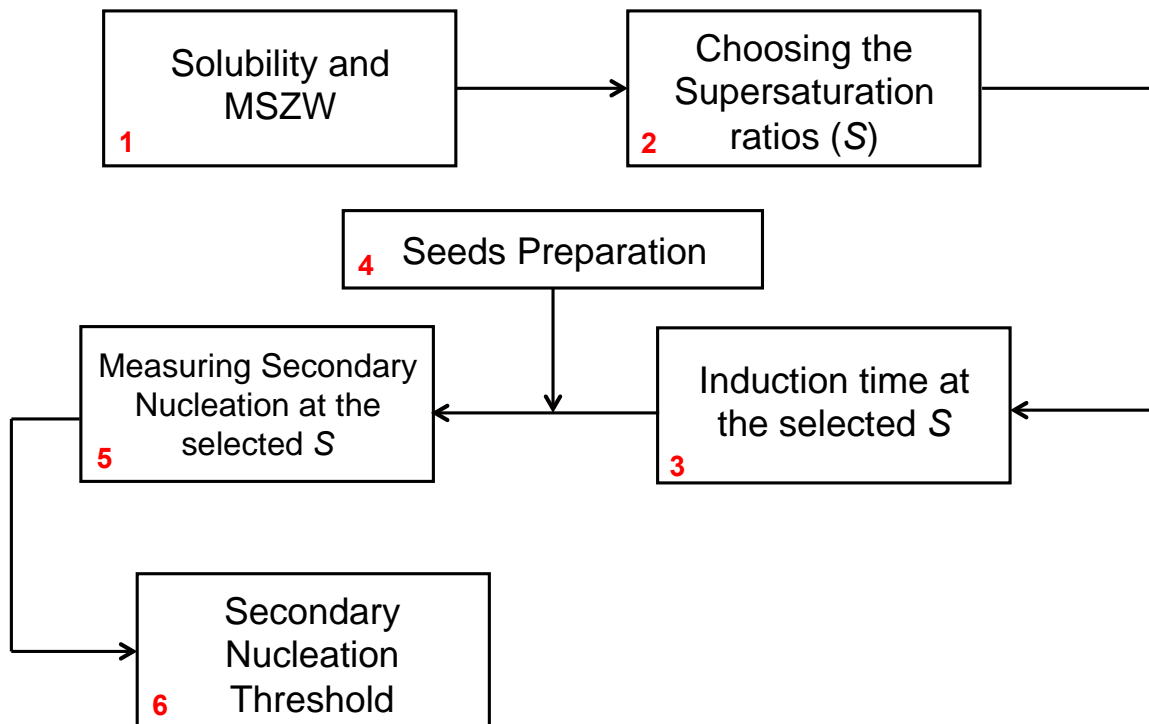 Solubility and
MSZW
1
Choosing the
Supersaturation
ratios (S)
2
Seeds Preparation
4
Measuring Secondary
Nucleation at the
selected S
5
Induction time at
the selected S
3
Secondary
Nucleation
Threshold
6